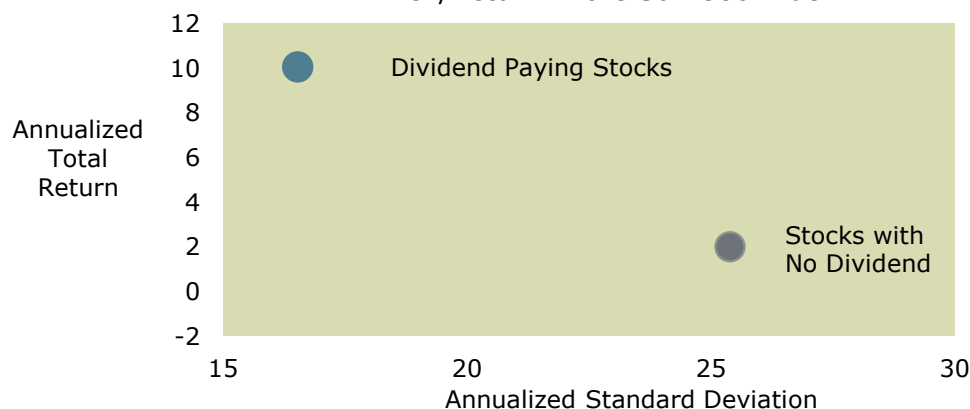 12
10
8
6
4
2
0
-2
Annualized
Total
Return
Dividend Paying Stocks
Stocks with
No Dividend
15
20
25
30
Annualized Standard Deviation